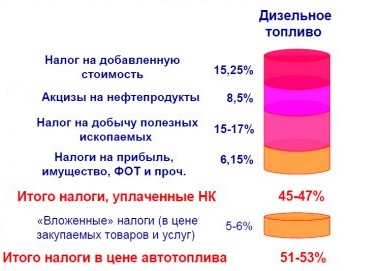 Дизельное
топливо
Налог на добавленную
стоимость
15,25%
Акцизы на нефтепродукты
8,5%
Налог на добычу полезных
ископаемых
15-17%
Налоги на прибыль,
имущество, ФОТ и проч.
6,15%
Итого налоги, уплаченные НК
45-47%
«Вложенные» налоги (в цене
закупаемых товаров и услуг)
5-6%
Итого налоги в цене автотоплива
51-53%